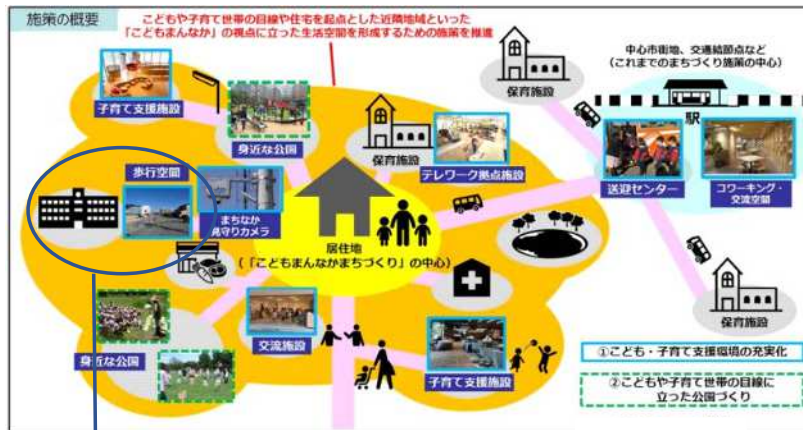 施策の概要
こどもや子育て世帯の目線や住宅を起点とした近隣地域といった
「こどもまんなか」の視点に立った生活空間を形成するための施策を推進
中心市街地、交通結節点など
(これまでのまちづくり施策の中心)
保育施設
駅
子育て支援施設
身近な公園
保育施設
テレワーク拠点施設
送迎センター
コワーキング・
交流空間
歩行空間
まちなか
見守りカメラ
居住地
(「こどもまんなかまちづくり」の中心)
保育施設
身近な公園
交流施設
子育て支援施設
①こども・子育て支援環境の充実化
②こどもや子育て世帯の目線に
立った公園づくり